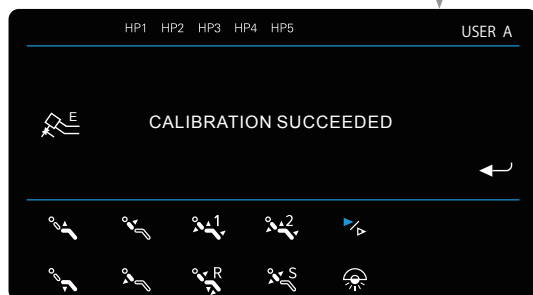 HP1 HP2 HP3 HP4 HP5 USER A
E
CALIBRATION SUCCEEDED
1 2
R S